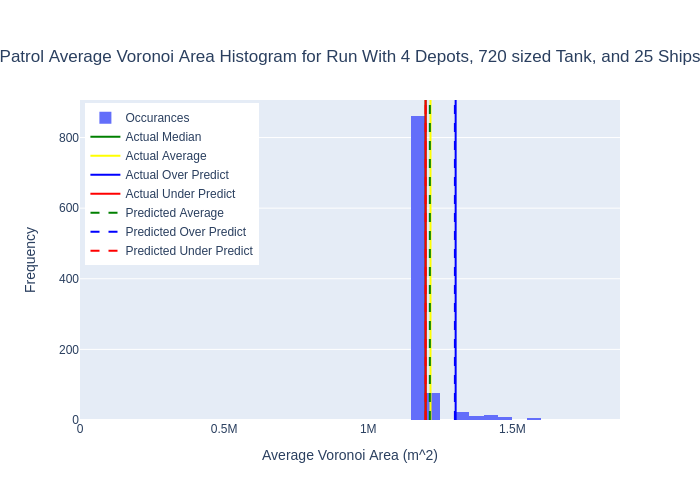 Patrol Average Voronoi Area Histogram for Run With 4 Depots, 720 sized Tank, and 25 Ships
Occurances
Actual Median
Actual Average
Actual Over Predict
Actual Under Predict
Predicted Average
Predicted Over Predict
Predicted Under Predict
800
600
400
200
0
Frequency
0 0.5M 1M 1.5M
Average Voronoi Area (m^2)